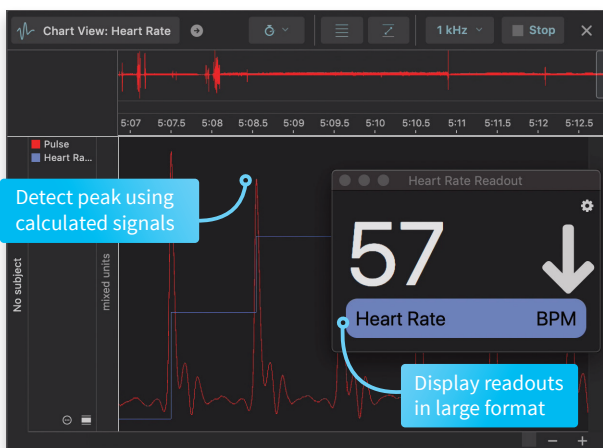 Chart View: Heart Rate
1 kHz
Stop
5:07 5:07.5 5:08 5:08.5 5:09 5:09.5 5:10 5:10.5 5:11 5:11.5 5:12 5:12.5
Pulse
Heart Ra...
Detect peak using
calculated signals
No subject
mixed units
Heart Rate Readout
57
Heart Rate BPM
Display readouts
in large format